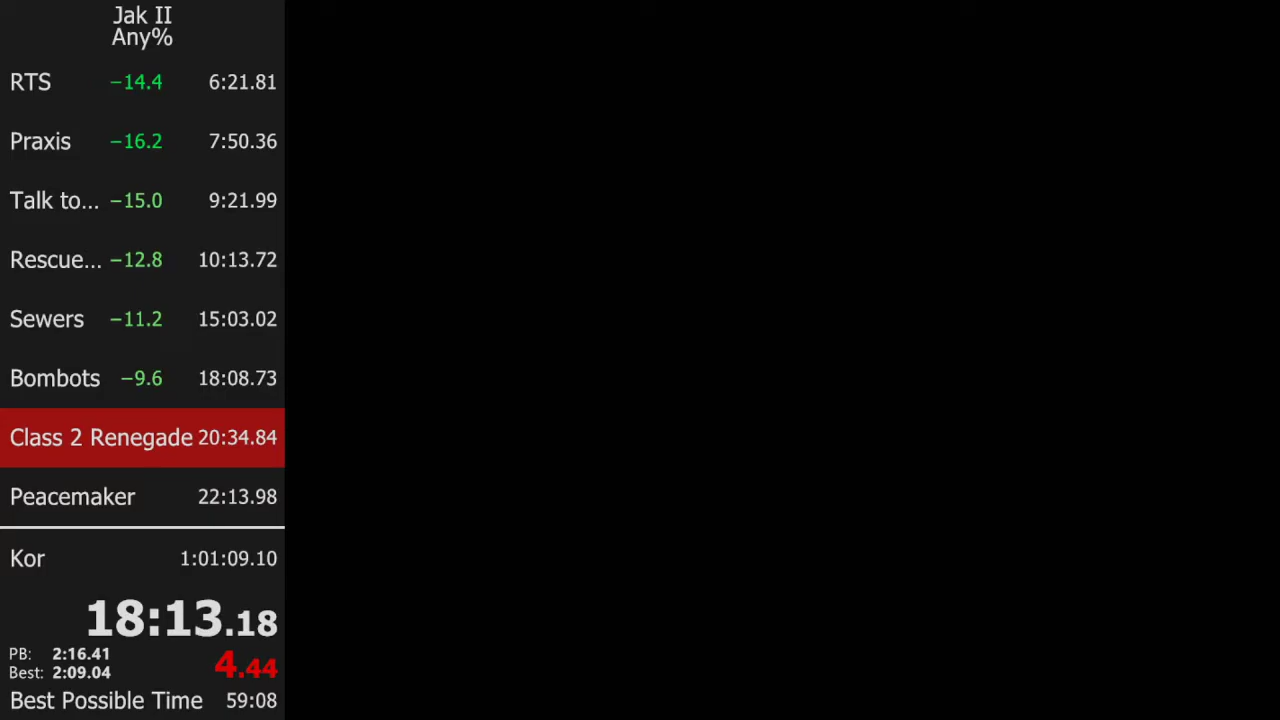 Jak II
Any%
RTS −14.4 6:21.81
Praxis −16.2 7:50.36
Talk to... −15.0 9:21.99
Rescue... −12.8 10:13.72
Sewers −11.2 15:03.02
Bombots −9.6 18:08.73
Class 2 Renegade 20:34.84
Peacemaker 22:13.98
Kor 1:01:09.10
18:13.18
PB: 2:16.41 4.44
Best: 2:09.04
Best Possible Time 59:08